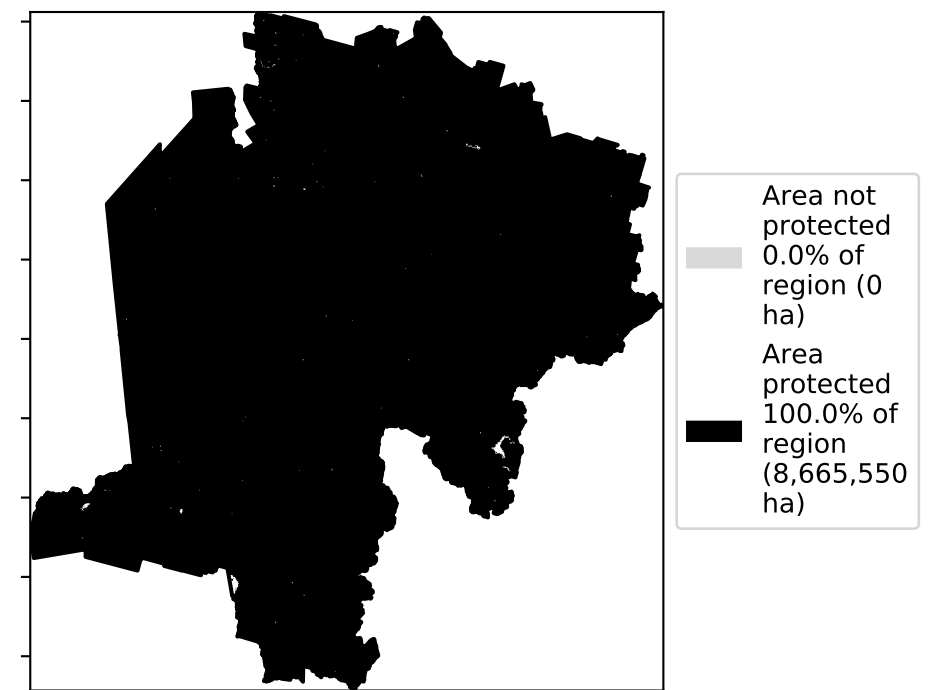 Area not
protected
0.0% of
region (0
ha)
Area
protected
100.0% of
region
(8,665,550
ha)